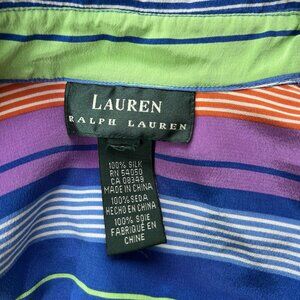 LAUREN
RALPH LAUREN
100% SILK
RN 54050
CA 08349
MADE IN CHINA
100% SEDA
HECHO EN CHINA
100% SOIE
FABRIQUÉ EN
CHINE